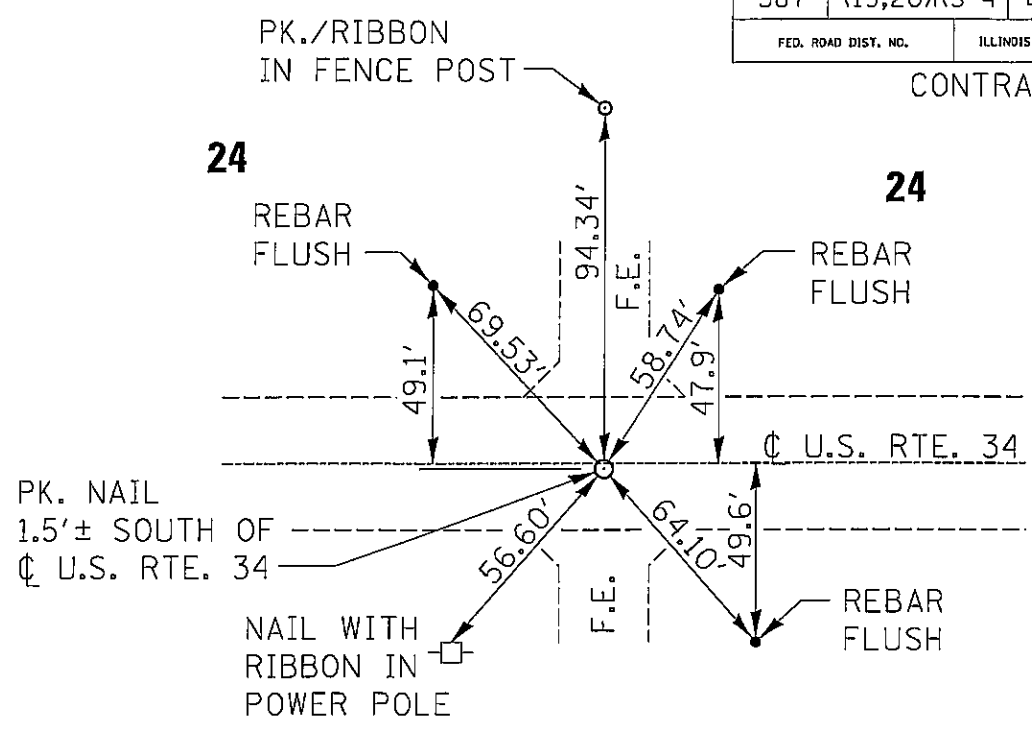 FED. ROAD DIST. NO.
ILLINOIS
PK./RIBBON
IN FENCE POST
24
24
REBAR
FLUSH
REBAR
FLUSH
94.34'
F.E.
69.53'
58.74'
49.1'
47.9'
℄ U.S. RTE. 34
PK. NAIL
1.5'± SOUTH OF
℄ U.S. RTE. 34
56.60'
64.10'
49.6'
F.E.
NAIL WITH
RIBBON IN
POWER POLE
REBAR
FLUSH